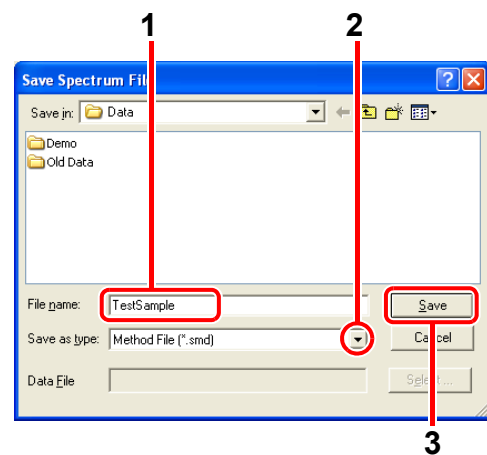 1 2
Save Spectrum File
Save in: Data
Demo
Old Data
File name: TestSample Save
Save as type: Method File (*.smd) Cancel
Data File Select ...
3